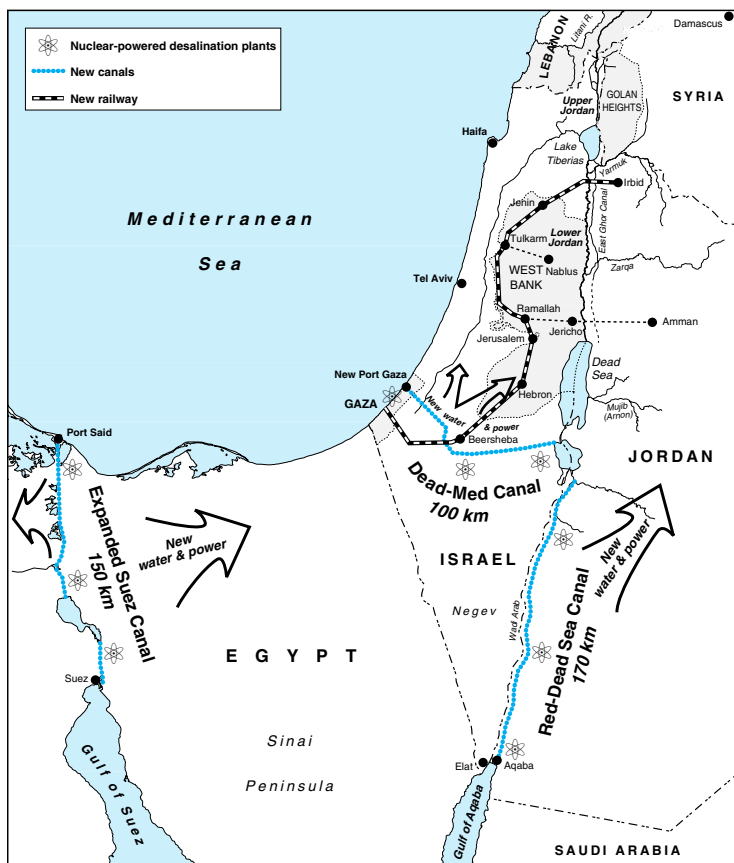 Nuclear-powered desalination plants
New canals
New railway
Damascus
LEBANON
Litani R.
GOLAN
HEIGHTS
SYRIA
Upper
Jordan
Haifa
Lake
Tiberias
Yarmuk
Irbid
Mediterranean
Sea
Jehin
East Ghor Canal
Tulkarm
Lower
Jordan
WEST
BANK
Nablus
Zarqa
Tel Aviv
Ramallah
Jericho
Amman
Jerusalem
Dead
Sea
New Port Gaza
Hebron
GAZA
New water
& power
Mujib
(Arnon)
Port Said
Beersheba
JORDAN
Dead-Med Canal
100 km
Expanded Suez Canal
150 km
New
water & power
ISRAEL
New
water & power
Negev
Wadi Arab
Red-Dead Sea Canal
170 km
EGYPT
Suez
Sinai
Peninsula
Elat
Aqaba
Gulf of Suez
Gulf of Aqaba
SAUDI ARABIA